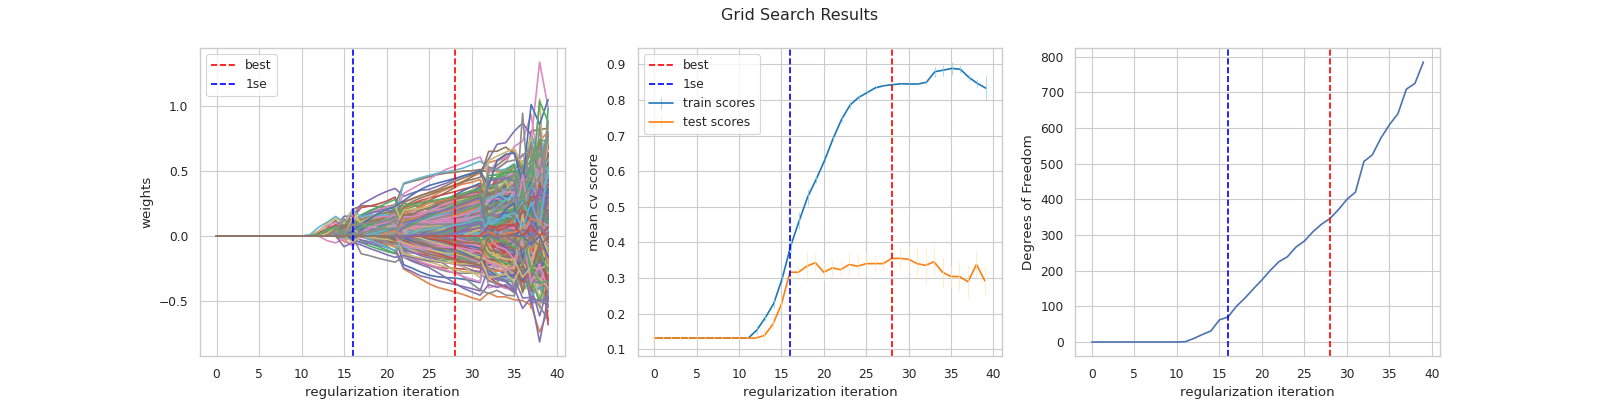 Grid Search Results
best
1se
weights
1.0
0.5
0.0
−0.5
0 5 10 15 20 25 30 35 40
regularization iteration
best
1se
train scores
test scores
mean cv score
0.9
0.8
0.7
0.6
0.5
0.4
0.3
0.2
0.1
0 5 10 15 20 25 30 35 40
regularization iteration
Degrees of Freedom
800
700
600
500
400
300
200
100
0
0 5 10 15 20 25 30 35 40
regularization iteration